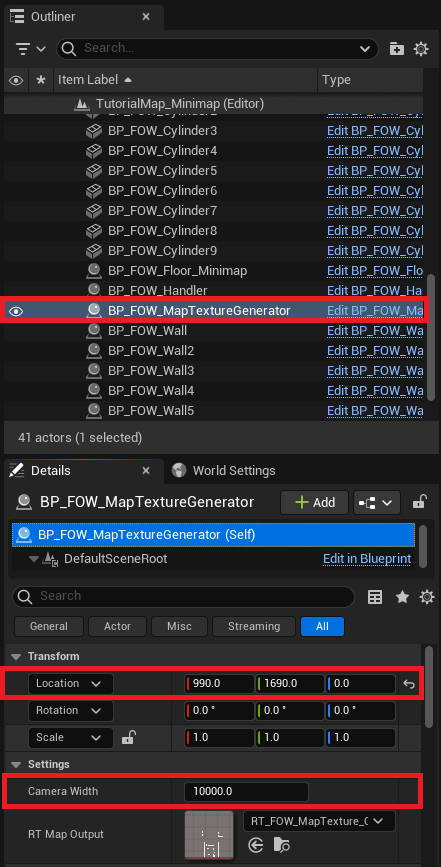 Outliner
Search...
Item Label Type
TutorialMap_Minimap (Editor)
BP_FOW_Cylinder2
BP_FOW_Cylinder3 Edit BP_FOW_Cyl
BP_FOW_Cylinder4 Edit BP_FOW_Cyl
BP_FOW_Cylinder5 Edit BP_FOW_Cyl
BP_FOW_Cylinder6 Edit BP_FOW_Cyl
BP_FOW_Cylinder7 Edit BP_FOW_Cyl
BP_FOW_Cylinder8 Edit BP_FOW_Cyl
BP_FOW_Cylinder9 Edit BP_FOW_Cyl
BP_FOW_Floor_Minimap Edit BP_FOW_Flo
BP_FOW_Handler Edit BP_FOW_Ha
BP_FOW_MapTextureGenerator Edit BP_FOW_Ma
BP_FOW_Wall Edit BP_FOW_Wa
BP_FOW_Wall2 Edit BP_FOW_Wa
BP_FOW_Wall3 Edit BP_FOW_Wa
BP_FOW_Wall4 Edit BP_FOW_Wa
BP_FOW_Wall5 Edit BP_FOW_Wa
41 actors (1 selected)
Details World Settings
BP_FOW_MapTextureGenerator Add
BP_FOW_MapTextureGenerator (Self)
DefaultSceneRoot Edit in Blueprint
Search
General Actor Misc Streaming All
Transform
Location 990.0 1690.0 0.0
Rotation 0.0 ° 0.0 ° 0.0 °
Scale 1.0 1.0 1.0
Settings
Camera Width 10000.0
RT Map Output RT_FOW_MapTexture_